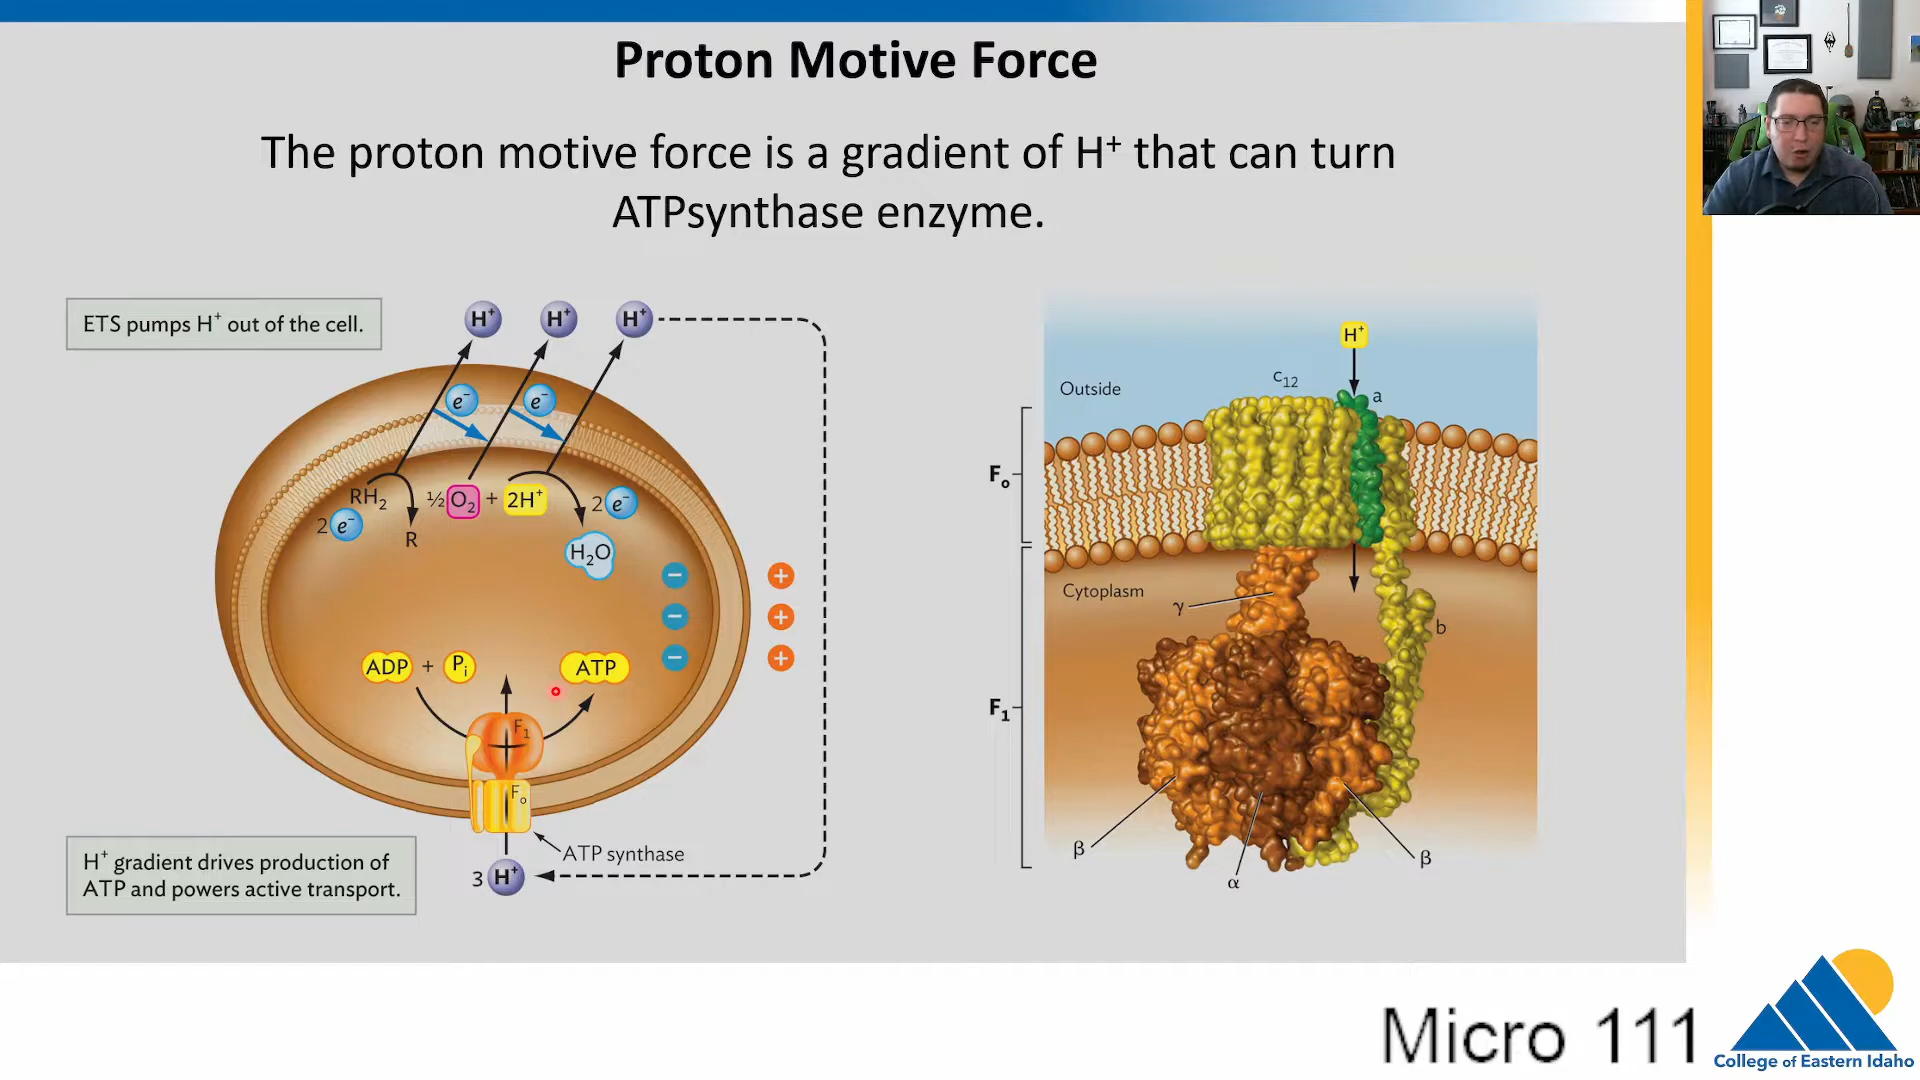 Proton Motive Force
The proton motive force is a gradient of H⁺ that can turn
ATPsynthase enzyme.
ETS pumps H⁺ out of the cell.
H⁺ H⁺ H⁺
e⁻ e⁻
RH₂ ½ O₂ + 2H⁺ 2 e⁻
2 e⁻
R
H₂O
− +
− +
− +
ADP + Pᵢ ATP
F₁
Fₒ
ATP synthase
3 H⁺
H⁺ gradient drives production of
ATP and powers active transport.
H⁺
Outside
c₁₂
a
Fₒ
Cytoplasm
γ
b
F₁
β
β
α
Micro 111
College of Eastern Idaho